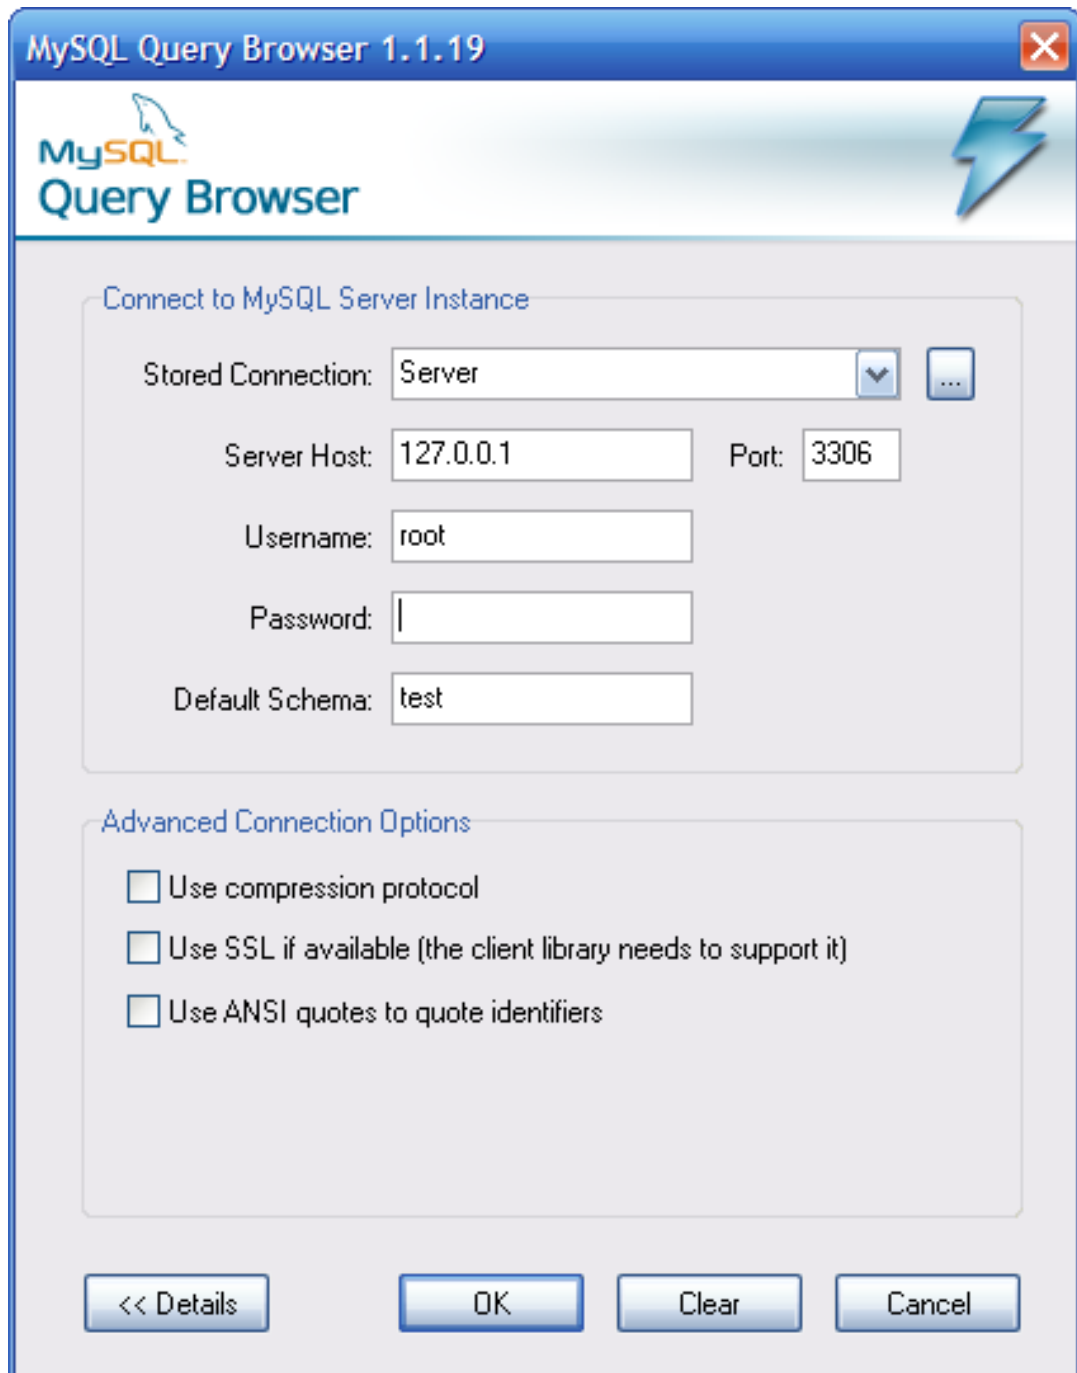 MySQL Query Browser 1.1.19
MySQL
Query Browser
Connect to MySQL Server Instance
Stored Connection: Server ...
Server Host: 127.0.0.1 Port: 3306
Username: root
Password:
Default Schema: test
Advanced Connection Options
Use compression protocol
Use SSL if available (the client library needs to support it)
Use ANSI quotes to quote identifiers
<< Details OK Clear Cancel